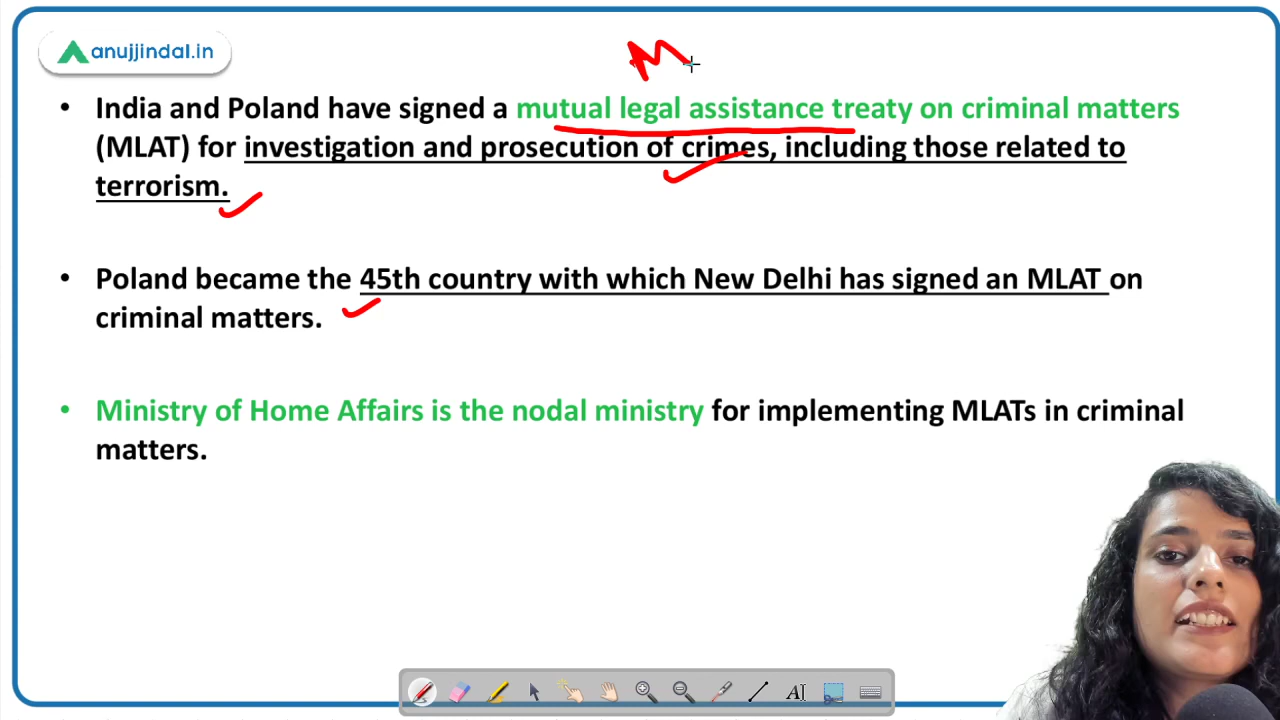 anujjindal.in
• India and Poland have signed a mutual legal assistance treaty on criminal matters
(MLAT) for investigation and prosecution of crimes, including those related to
terrorism.
• Poland became the 45th country with which New Delhi has signed an MLAT on
criminal matters.
• Ministry of Home Affairs is the nodal ministry for implementing MLATs in criminal
matters.